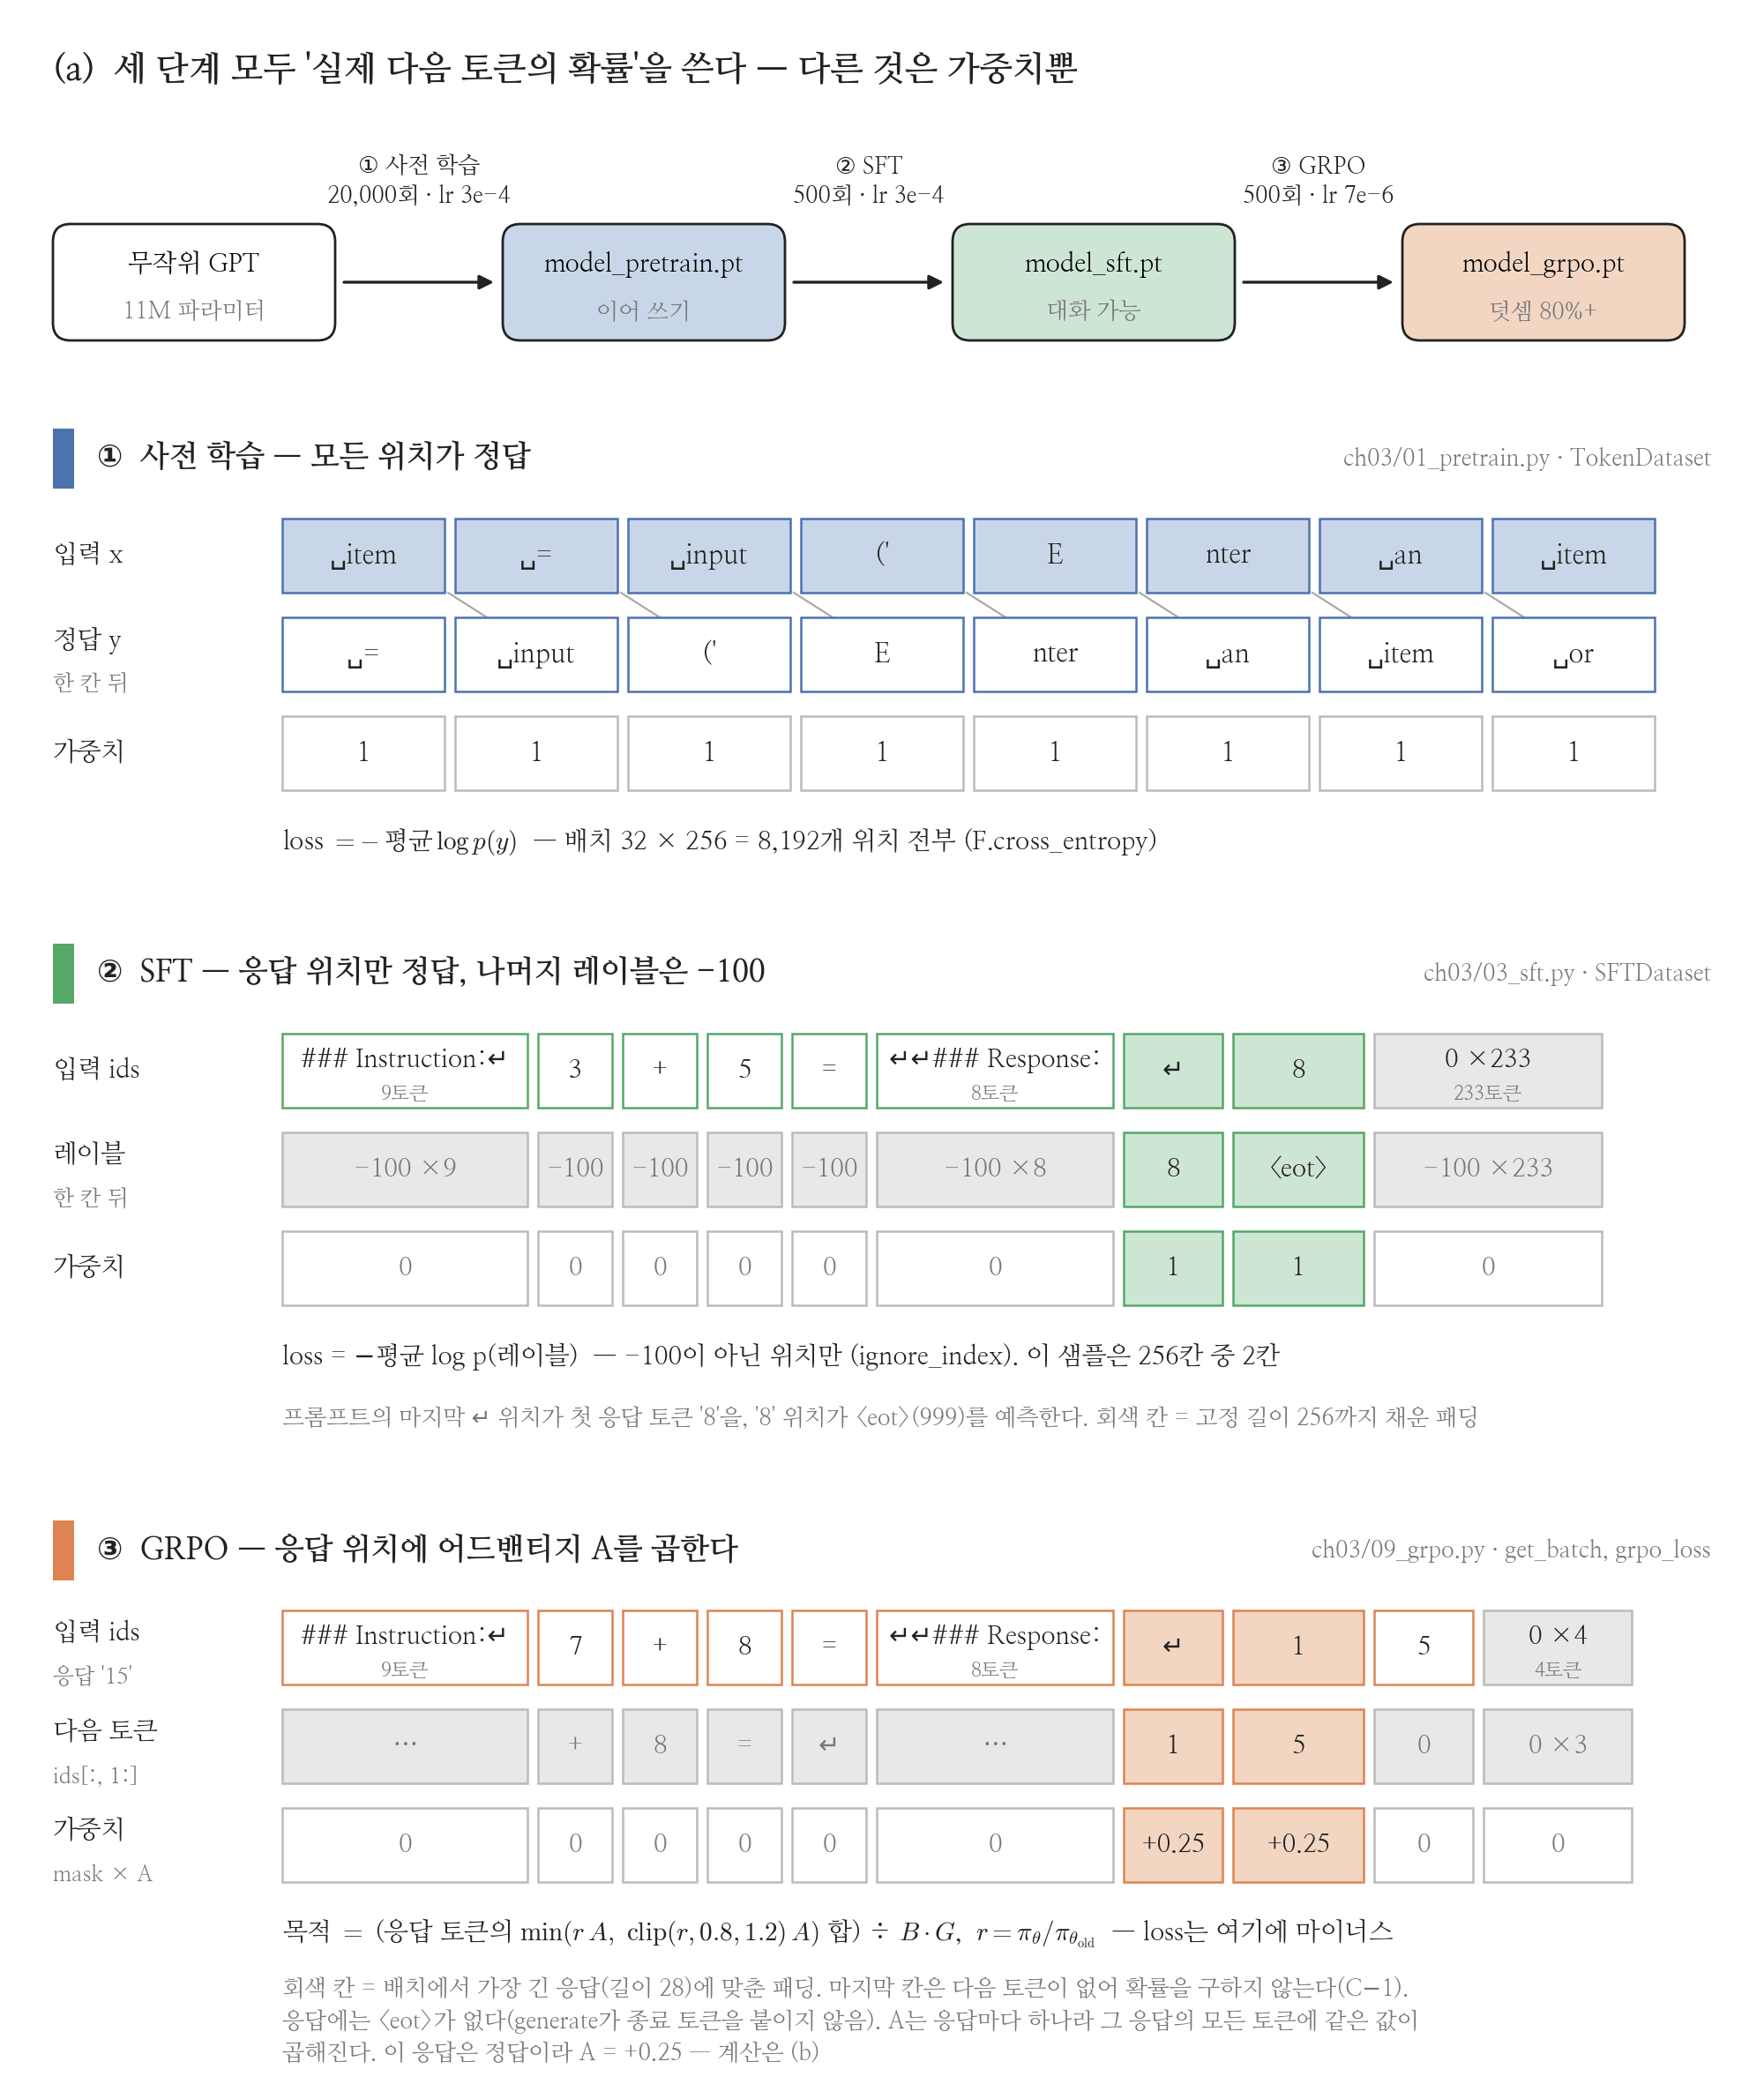 (a) 세 단계 모두 '실제 다음 토큰의 확률'을 쓴다 — 다른 것은 가중치뿐
① 사전 학습
20,000회 · lr 3e−4
② SFT
500회 · lr 3e−4
③ GRPO
500회 · lr 7e−6
무작위 GPT
11M 파라미터
model_pretrain.pt
이어 쓰기
model_sft.pt
대화 가능
model_grpo.pt
덧셈 80%+
① 사전 학습 — 모든 위치가 정답
ch03/01_pretrain.py · TokenDataset
입력 x
␣item ␣= ␣input (' E nter ␣an ␣item
정답 y
한 칸 뒤
␣= ␣input (' E nter ␣an ␣item ␣or
가중치
1 1 1 1 1 1 1 1
loss = − 평균 log p(y) — 배치 32 × 256 = 8,192개 위치 전부 (F.cross_entropy)
② SFT — 응답 위치만 정답, 나머지 레이블은 −100
ch03/03_sft.py · SFTDataset
입력 ids
### Instruction:↵ 3 + 5 = ↵↵### Response: ↵ 8 0 ×233
9토큰 8토큰 233토큰
레이블
한 칸 뒤
−100 ×9 −100 −100 −100 −100 −100 ×8 8 〈eot〉 −100 ×233
가중치
0 0 0 0 0 0 1 1 0
loss = −평균 log p(레이블) — −100이 아닌 위치만 (ignore_index). 이 샘플은 256칸 중 2칸
프롬프트의 마지막 ↵ 위치가 첫 응답 토큰 '8'을, '8' 위치가 〈eot〉(999)를 예측한다. 회색 칸 = 고정 길이 256까지 채운 패딩
③ GRPO — 응답 위치에 어드밴티지 A를 곱한다
ch03/09_grpo.py · get_batch, grpo_loss
입력 ids
응답 '15'
### Instruction:↵ 7 + 8 = ↵↵### Response: ↵ 1 5 0 ×4
9토큰 8토큰 4토큰
다음 토큰
ids[:, 1:]
⋯ + 8 = ↵ ⋯ 1 5 0 0 ×3
가중치
mask × A
0 0 0 0 0 0 +0.25 +0.25 0 0
목적 = (응답 토큰의 min(r A, clip(r, 0.8, 1.2) A) 합) ÷ B · G, r = π_θ/π_θ_old — loss는 여기에 마이너스
회색 칸 = 배치에서 가장 긴 응답(길이 28)에 맞춘 패딩. 마지막 칸은 다음 토큰이 없어 확률을 구하지 않는다(C−1).
응답에는 〈eot〉가 없다(generate가 종료 토큰을 붙이지 않음). A는 응답마다 하나라 그 응답의 모든 토큰에 같은 값이
곱해진다. 이 응답은 정답이라 A = +0.25 — 계산은 (b)